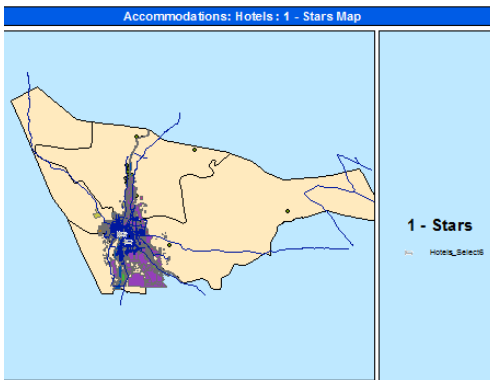 Accommodations: Hotels : 1 - Stars Map
1 - Stars
Hotels_Select6